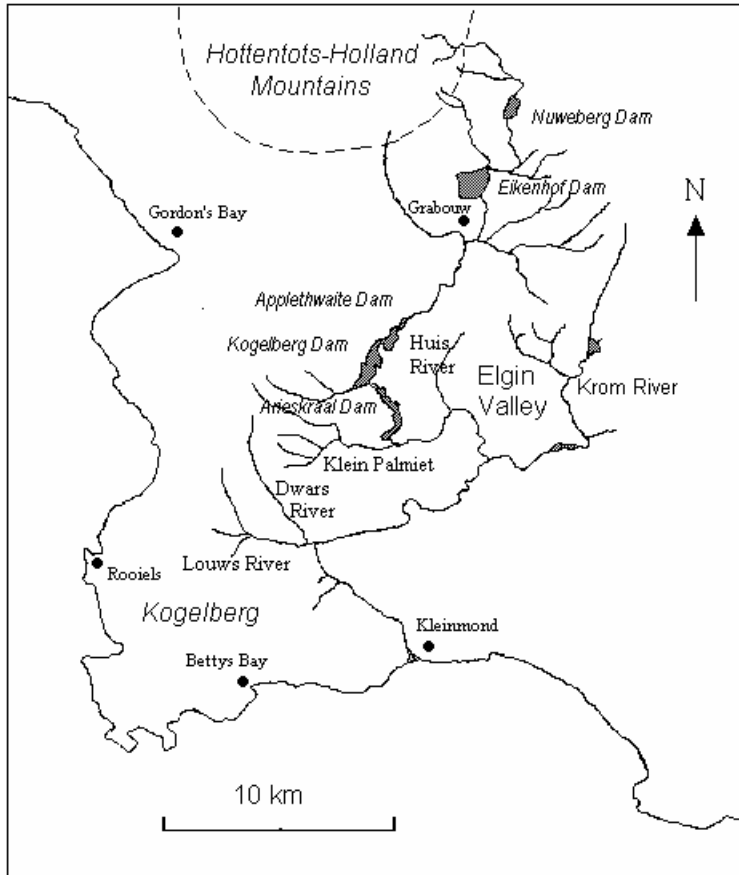 Hottentots-Holland
Mountains
Nuweberg Dam
Eikenhof Dam
N
Grabouw
Gordon's Bay
Applethwaite Dam
Kogelberg Dam
Huis
River
Elgin
Valley
Krom River
Arieskraal Dam
Klein Palmiet
Dwars
River
Louws River
Rooiels
Kogelberg
Kleinmond
Bettys Bay
10 km